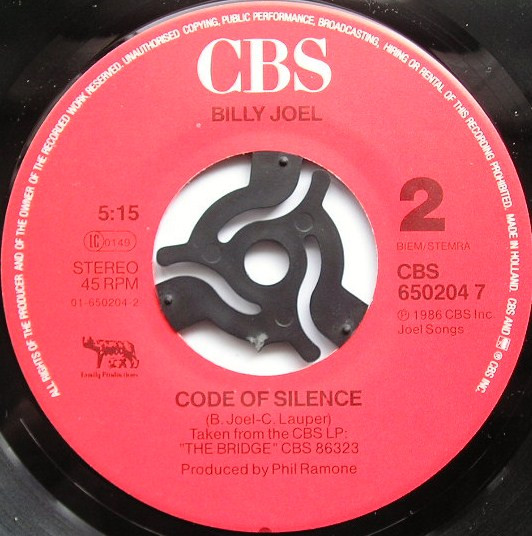 ALL RIGHTS OF THE PRODUCER AND OF THE OWNER OF THE RECORDED WORK RESERVED. UNAUTHORISED COPYING, PUBLIC PERFORMANCE, BROADCASTING, HIRING OR RENTAL OF THIS RECORDING PROHIBITED. MADE IN HOLLAND. CBS AND ® CBS INC.
CBS
BILLY JOEL
5:15
LC 0149
STEREO
45 RPM
01-650204-2
Family Productions
2
BIEM/STEMRA
CBS
650204 7
℗ 1986 CBS Inc
Joel Songs
CODE OF SILENCE
(B. Joel-C. Lauper)
Taken from the CBS LP:
"THE BRIDGE" CBS 86323
Produced by Phil Ramone